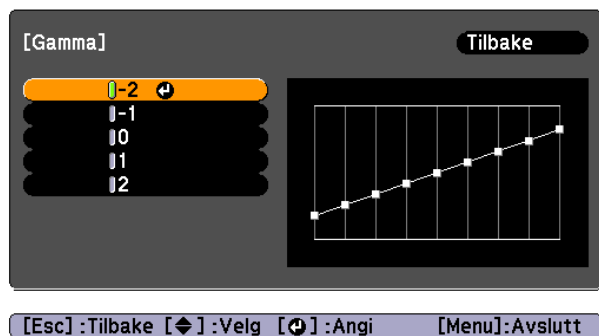 [Gamma] Tilbake
-2
-1
0
1
2
[Esc] :Tilbake [◆] :Velg [⏎] :Angi [Menu]:Avslutt